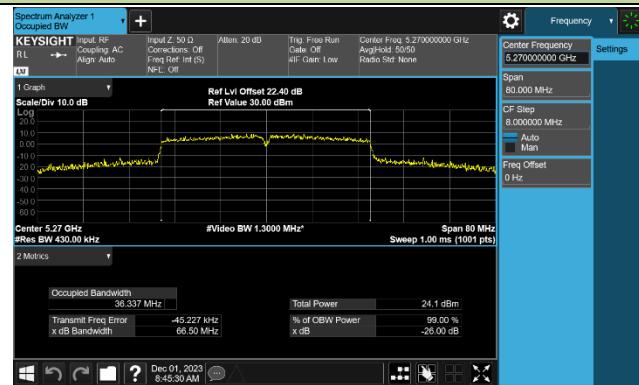 Spectrum Analyzer 1
Occupied BW
Frequency
KEYSIGHT
RL
LXI
Input: RF
Coupling: AC
Align: Auto
Input Z: 50 Ω
Corrections: Off
Freq Ref: Int (S)
NFE: Off
Atten: 20 dB
Trig: Free Run
Gate: Off
#IF Gain: Low
Center Freq: 5.270000000 GHz
Avg|Hold: 50/50
Radio Std: None
Center Frequency
5.270000000 GHz
Settings
Span
80.000 MHz
CF Step
8.000000 MHz
Auto
Man
Freq Offset
0 Hz
1 Graph
Scale/Div 10.0 dB
Ref Lvl Offset 22.40 dB
Ref Value 30.00 dBm
Log
20.0
10.0
0.00
-10.0
-20.0
-30.0
-40.0
-50.0
-60.0
Center 5.27 GHz
#Res BW 430.00 kHz
#Video BW 1.3000 MHz*
Span 80 MHz
Sweep 1.00 ms (1001 pts)
2 Metrics
Occupied Bandwidth
36.337 MHz
Total Power 24.1 dBm
Transmit Freq Error -45.227 kHz
% of OBW Power 99.00 %
x dB Bandwidth 66.50 MHz
x dB -26.00 dB
Dec 01, 2023
8:45:30 AM